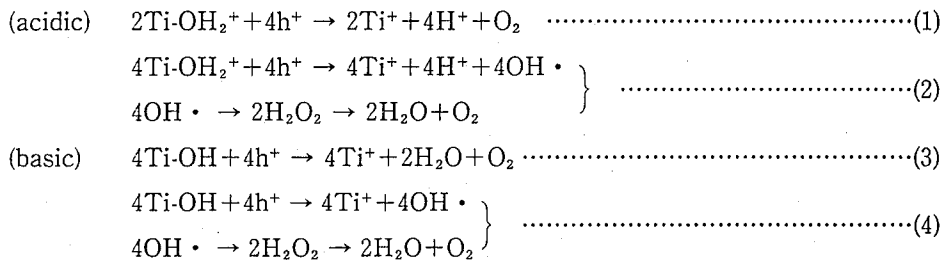 (acidic) 2Ti-OH₂⁺+4h⁺ → 2Ti⁺+4H⁺+O₂ ……………………………………(1)
4Ti-OH₂⁺+4h⁺ → 4Ti⁺+4H⁺+4OH・
4OH・ → 2H₂O₂ → 2H₂O+O₂ } ……………………………(2)
(basic) 4Ti-OH+4h⁺ → 4Ti⁺+2H₂O+O₂ ……………………………………(3)
4Ti-OH+4h⁺ → 4Ti⁺+4OH・
4OH・ → 2H₂O₂ → 2H₂O+O₂ } ……………………………………(4)